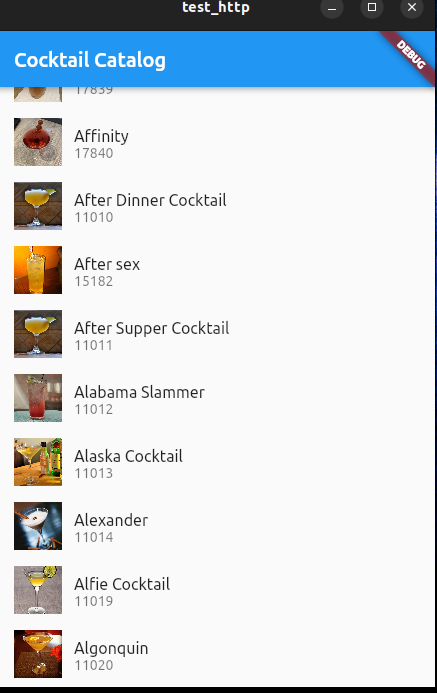 test_http
Cocktail Catalog
DEBUG
17839
Affinity
17840
After Dinner Cocktail
11010
After sex
15182
After Supper Cocktail
11011
Alabama Slammer
11012
Alaska Cocktail
11013
Alexander
11014
Alfie Cocktail
11019
Algonquin
11020